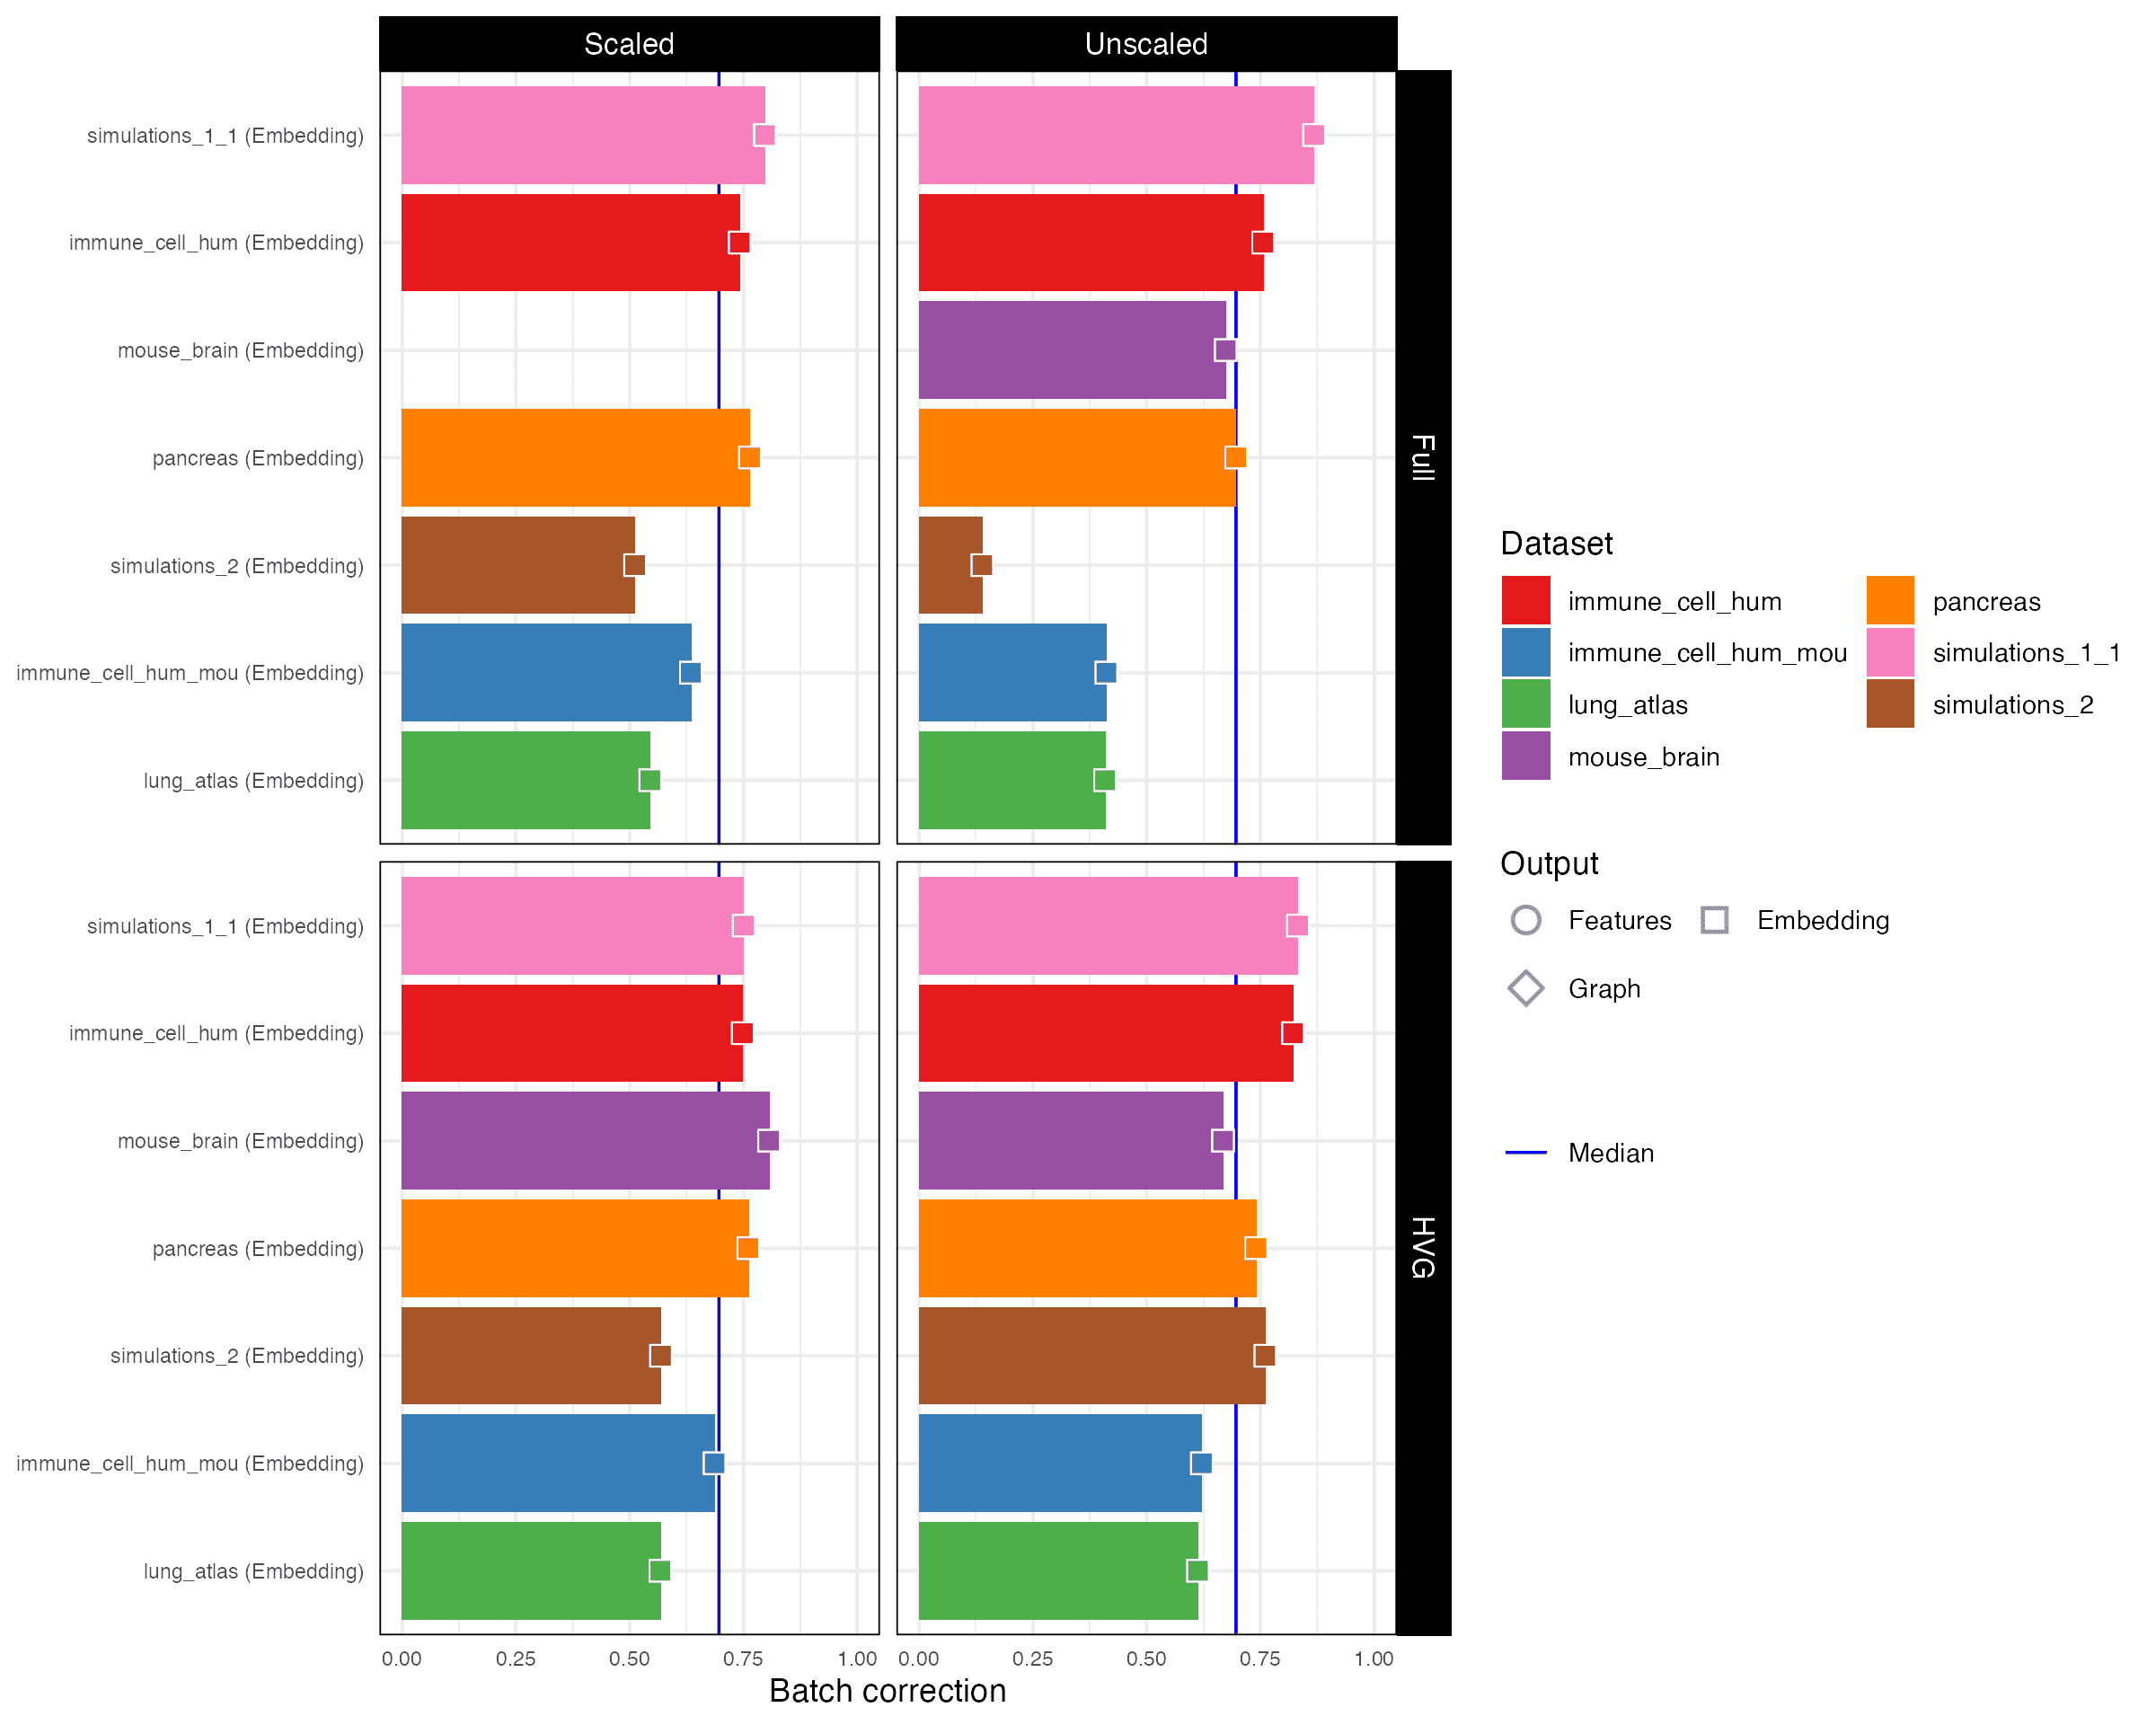 Scaled
Unscaled
simulations_1_1 (Embedding)
immune_cell_hum (Embedding)
mouse_brain (Embedding)
pancreas (Embedding)
simulations_2 (Embedding)
immune_cell_hum_mou (Embedding)
lung_atlas (Embedding)
Full
simulations_1_1 (Embedding)
immune_cell_hum (Embedding)
mouse_brain (Embedding)
pancreas (Embedding)
simulations_2 (Embedding)
immune_cell_hum_mou (Embedding)
lung_atlas (Embedding)
HVG
0.00 0.25 0.50 0.75 1.00
0.00 0.25 0.50 0.75 1.00
Batch correction
Dataset
immune_cell_hum
immune_cell_hum_mou
lung_atlas
mouse_brain
pancreas
simulations_1_1
simulations_2
Output
Features
Embedding
Graph
Median